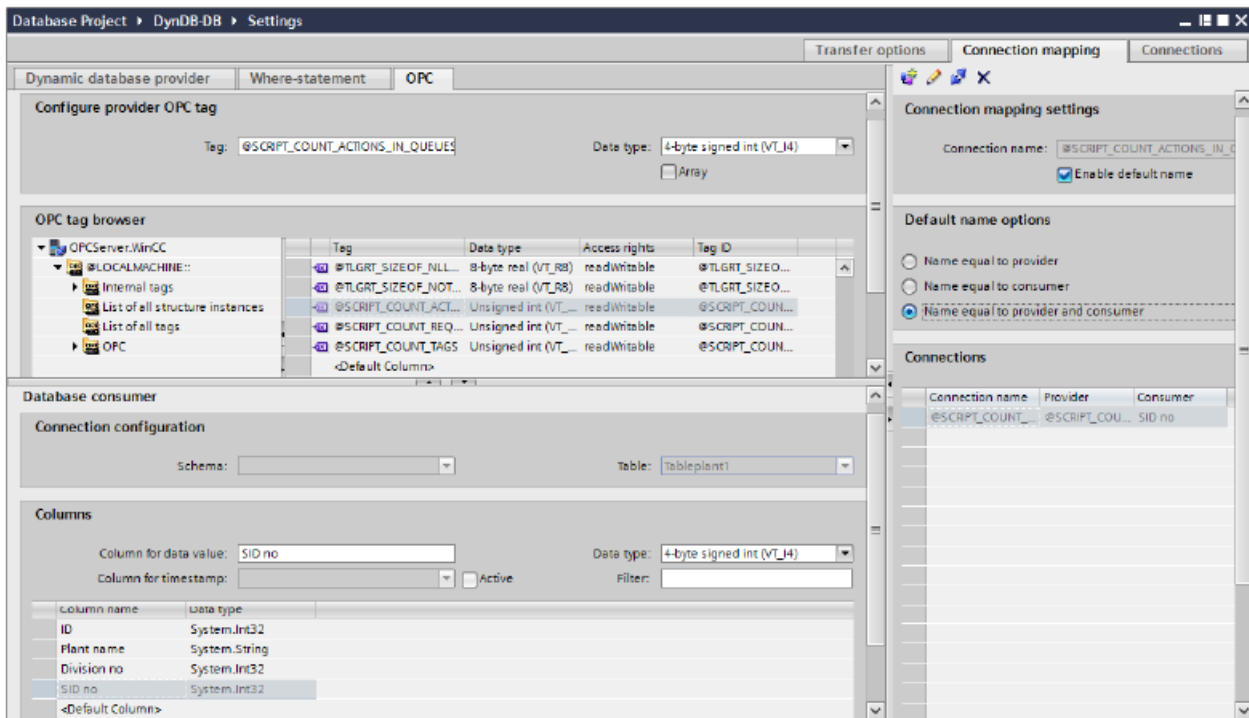 Database Project ▸ DynDB-DB ▸ Settings
Transfer options Connection mapping Connections
Dynamic database provider Where-statement OPC
Configure provider OPC tag
Tag: @SCRIPT_COUNT_ACTIONS_IN_QUEUES Data type: 4-byte signed int (VT_I4)
Array
OPC tag browser
OPCServer.WinCC
@LOCALMACHINE::
Internal tags
List of all structure instances
List of all tags
OPC
Tag Data type Access rights Tag ID
@TLGRT_SIZEOF_NLL... 8-byte real (VT_R8) readWritable @TLGRT_SIZEO...
@TLGRT_SIZEOF_NOT... 8-byte real (VT_R8) readWritable @TLGRT_SIZEO...
@SCRIPT_COUNT_ACT... Unsigned int (VT_... readWritable @SCRIPT_COUN...
@SCRIPT_COUNT_REQ... Unsigned int (VT_... readWritable @SCRIPT_COUN...
@SCRIPT_COUNT_TAGS Unsigned int (VT_... readWritable @SCRIPT_COUN...
<Default Column>
Database consumer
Connection configuration
Schema: Table: Tableplant1
Columns
Column for data value: SID no Data type: 4-byte signed int (VT_I4)
Column for timestamp: Active Filter:
Column name Data type
ID System.Int32
Plant name System.String
Division no System.Int32
SID no System.Int32
<Default Column>
Connection mapping settings
Connection name: @SCRIPT_COUNT_ACTIONS_IN_Q
Enable default name
Default name options
Name equal to provider
Name equal to consumer
Name equal to provider and consumer
Connections
Connection name Provider Consumer
@SCRIPT_COUNT_... @SCRIPT_COU... SID no